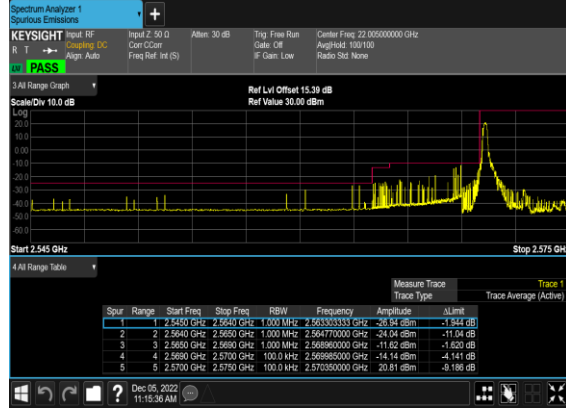 Spectrum Analyzer 1
Spurious Emissions
+
KEYSIGHT Input: RF Input Z: 50 Ω Atten: 30 dB Trig: Free Run Center Freq: 22.005000000 GHz
R T Coupling: DC Corr CCorr Gate: Off Avg|Hold: 100/100
Align: Auto Freq Ref: Int (S) IF Gain: Low Radio Std: None
LU PASS
3 All Range Graph
Ref Lvl Offset 15.39 dB
Scale/Div 10.0 dB Ref Value 30.00 dBm
Log
20.0
10.0
0.00
-10.0
-20.0
-30.0
-40.0
-50.0
-60.0
Start 2.545 GHz Stop 2.575 GHz
4 All Range Table
Measure Trace Trace 1
Trace Type Trace Average (Active)
Spur Range Start Freq Stop Freq RBW Frequency Amplitude ΔLimit
1 1 2.5450 GHz 2.5640 GHz 1.000 MHz 2.563303333 GHz -26.94 dBm -1.944 dB
2 2 2.5640 GHz 2.5650 GHz 1.000 MHz 2.564770000 GHz -24.04 dBm -11.04 dB
3 3 2.5650 GHz 2.5690 GHz 1.000 MHz 2.568960000 GHz -11.62 dBm -1.620 dB
4 4 2.5690 GHz 2.5700 GHz 100.0 kHz 2.569985000 GHz -14.14 dBm -4.141 dB
5 5 2.5700 GHz 2.5750 GHz 100.0 kHz 2.570350000 GHz 20.81 dBm -9.186 dB
? Dec 05, 2022
11:15:36 AM